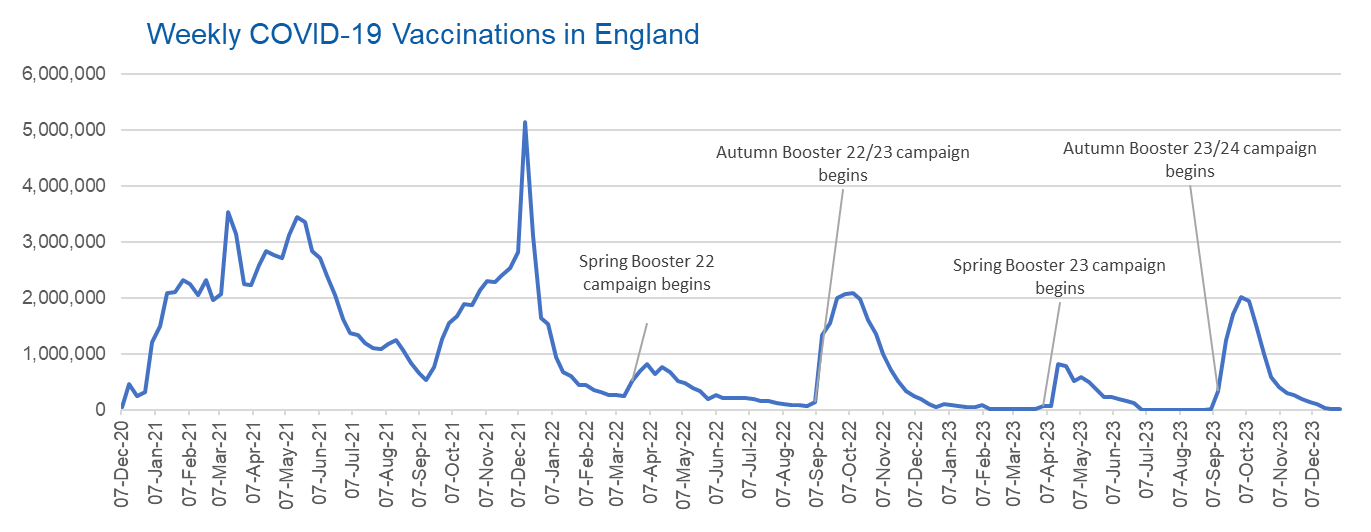 Weekly COVID-19 Vaccinations in England
6,000,000
5,000,000
4,000,000
3,000,000
2,000,000
1,000,000
0
Spring Booster 22
campaign begins
Autumn Booster 22/23 campaign
begins
Spring Booster 23 campaign
begins
Autumn Booster 23/24 campaign
begins
07-Dec-20
07-Jan-21
07-Feb-21
07-Mar-21
07-Apr-21
07-May-21
07-Jun-21
07-Jul-21
07-Aug-21
07-Sep-21
07-Oct-21
07-Nov-21
07-Dec-21
07-Jan-22
07-Feb-22
07-Mar-22
07-Apr-22
07-May-22
07-Jun-22
07-Jul-22
07-Aug-22
07-Sep-22
07-Oct-22
07-Nov-22
07-Dec-22
07-Jan-23
07-Feb-23
07-Mar-23
07-Apr-23
07-May-23
07-Jun-23
07-Jul-23
07-Aug-23
07-Sep-23
07-Oct-23
07-Nov-23
07-Dec-23